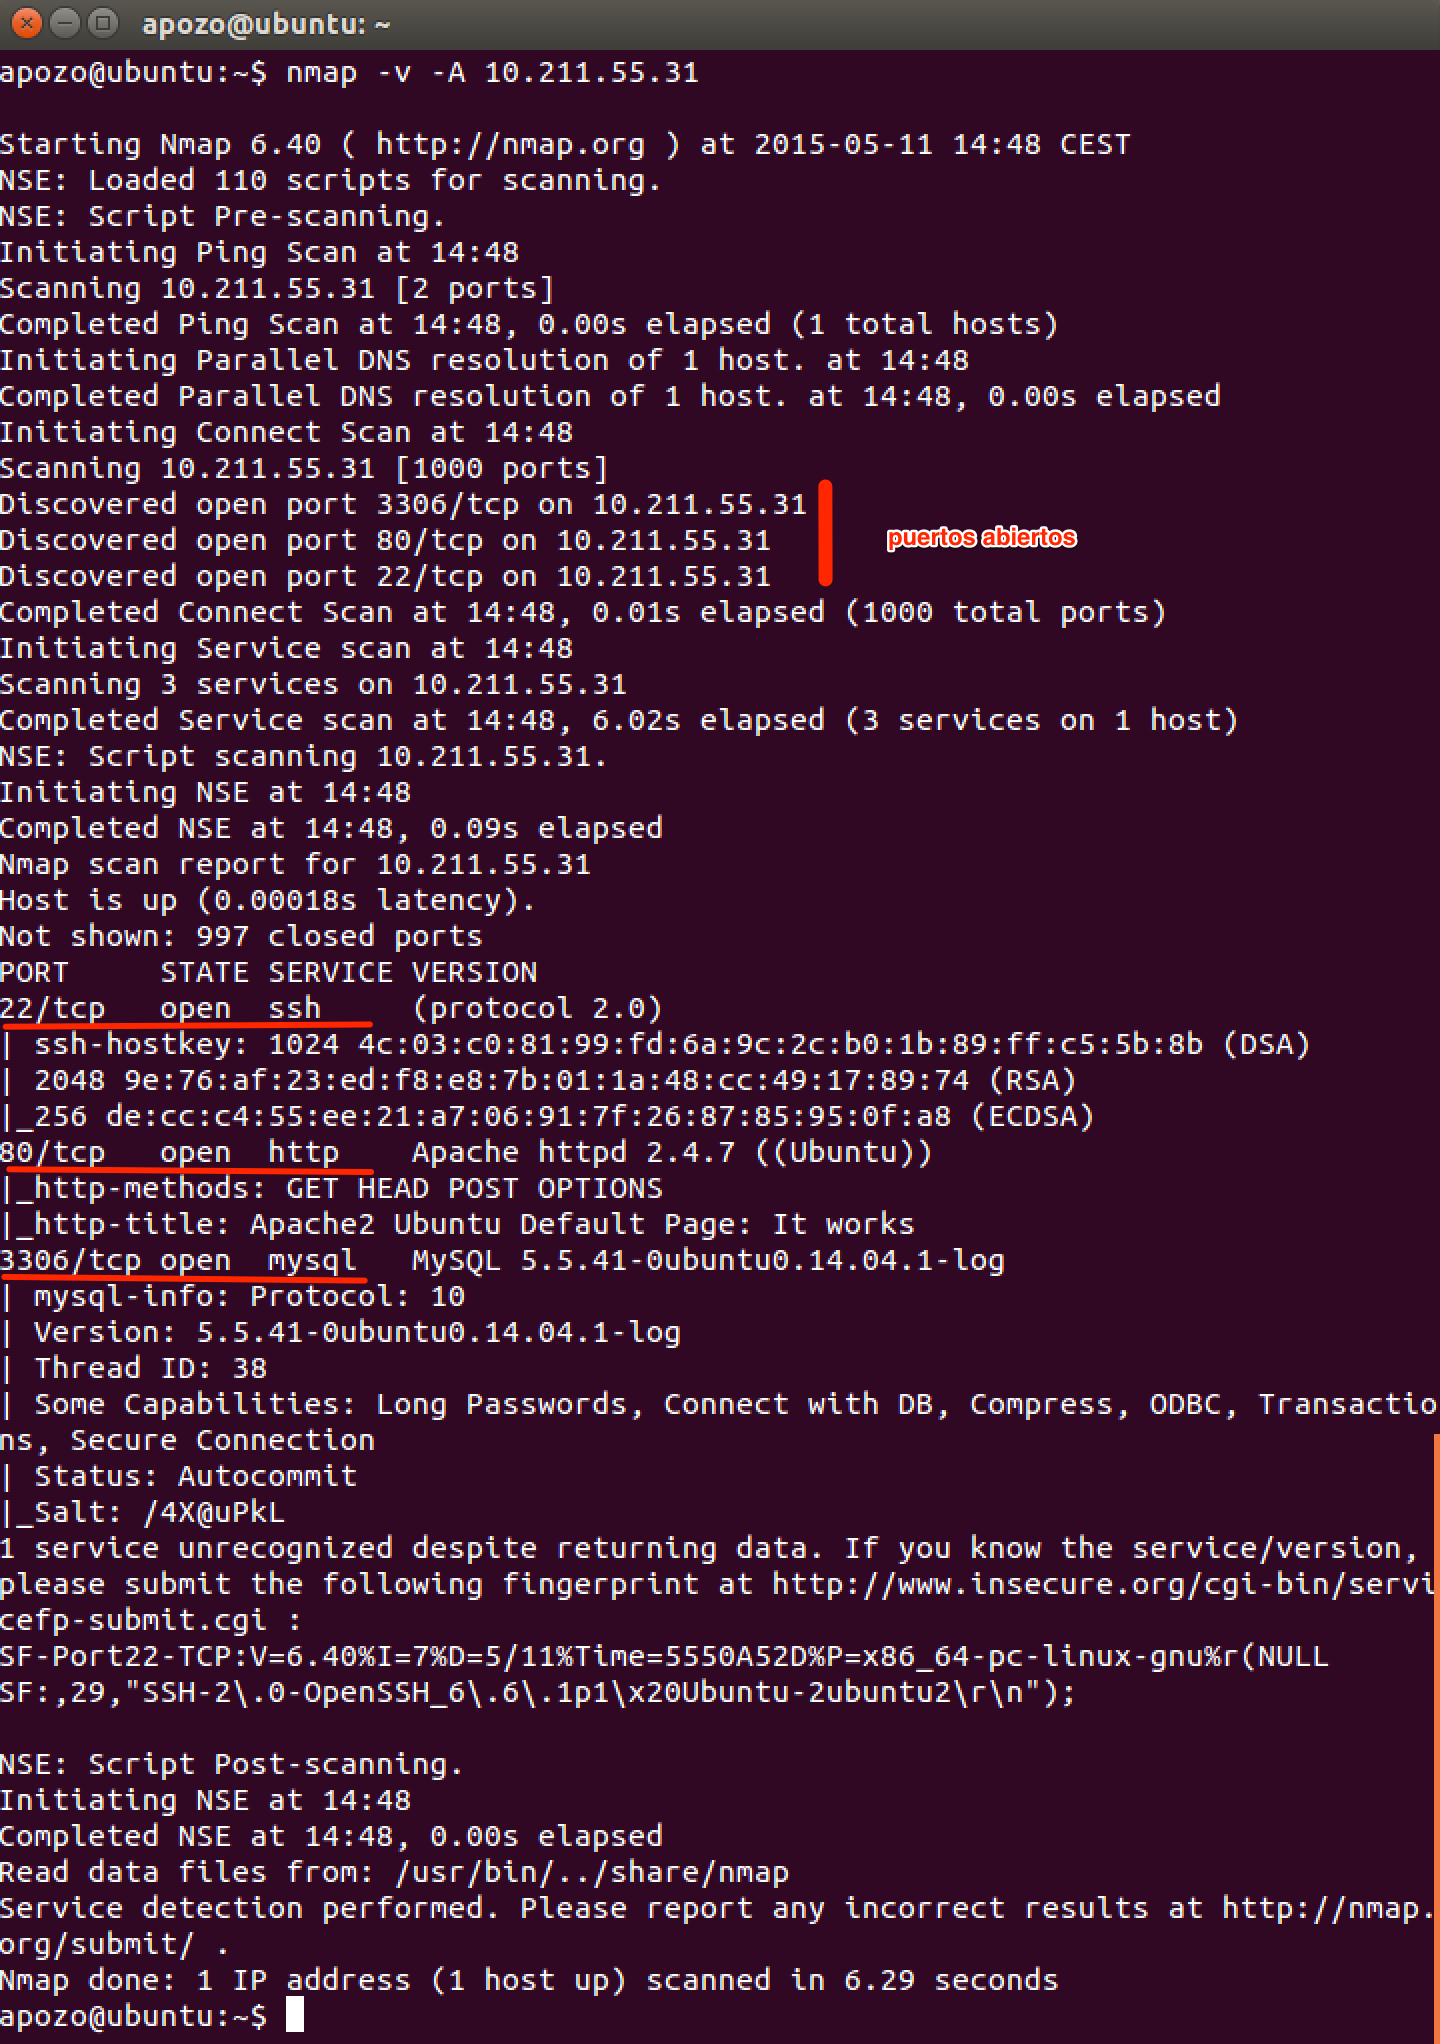 apozo@ubuntu: ~
apozo@ubuntu:~$ nmap -v -A 10.211.55.31
Starting Nmap 6.40 ( http://nmap.org ) at 2015-05-11 14:48 CEST
NSE: Loaded 110 scripts for scanning.
NSE: Script Pre-scanning.
Initiating Ping Scan at 14:48
Scanning 10.211.55.31 [2 ports]
Completed Ping Scan at 14:48, 0.00s elapsed (1 total hosts)
Initiating Parallel DNS resolution of 1 host. at 14:48
Completed Parallel DNS resolution of 1 host. at 14:48, 0.00s elapsed
Initiating Connect Scan at 14:48
Scanning 10.211.55.31 [1000 ports]
Discovered open port 3306/tcp on 10.211.55.31
Discovered open port 80/tcp on 10.211.55.31
puertos abiertos
Discovered open port 22/tcp on 10.211.55.31
Completed Connect Scan at 14:48, 0.01s elapsed (1000 total ports)
Initiating Service scan at 14:48
Scanning 3 services on 10.211.55.31
Completed Service scan at 14:48, 6.02s elapsed (3 services on 1 host)
NSE: Script scanning 10.211.55.31.
Initiating NSE at 14:48
Completed NSE at 14:48, 0.09s elapsed
Nmap scan report for 10.211.55.31
Host is up (0.00018s latency).
Not shown: 997 closed ports
PORT     STATE SERVICE VERSION
22/tcp   open  ssh     (protocol 2.0)
| ssh-hostkey: 1024 4c:03:c0:81:99:fd:6a:9c:2c:b0:1b:89:ff:c5:5b:8b (DSA)
| 2048 9e:76:af:23:ed:f8:e8:7b:01:1a:48:cc:49:17:89:74 (RSA)
|_256 de:cc:c4:55:ee:21:a7:06:91:7f:26:87:85:95:0f:a8 (ECDSA)
80/tcp   open  http    Apache httpd 2.4.7 ((Ubuntu))
|_http-methods: GET HEAD POST OPTIONS
|_http-title: Apache2 Ubuntu Default Page: It works
3306/tcp open  mysql   MySQL 5.5.41-0ubuntu0.14.04.1-log
| mysql-info: Protocol: 10
| Version: 5.5.41-0ubuntu0.14.04.1-log
| Thread ID: 38
| Some Capabilities: Long Passwords, Connect with DB, Compress, ODBC, Transactio
ns, Secure Connection
| Status: Autocommit
|_Salt: /4X@uPkL
1 service unrecognized despite returning data. If you know the service/version,
please submit the following fingerprint at http://www.insecure.org/cgi-bin/servi
cefp-submit.cgi :
SF-Port22-TCP:V=6.40%I=7%D=5/11%Time=5550A52D%P=x86_64-pc-linux-gnu%r(NULL
SF:,29,"SSH-2\.0-OpenSSH_6\.6\.1p1\x20Ubuntu-2ubuntu2\r\n");
NSE: Script Post-scanning.
Initiating NSE at 14:48
Completed NSE at 14:48, 0.00s elapsed
Read data files from: /usr/bin/../share/nmap
Service detection performed. Please report any incorrect results at http://nmap.
org/submit/ .
Nmap done: 1 IP address (1 host up) scanned in 6.29 seconds
apozo@ubuntu:~$